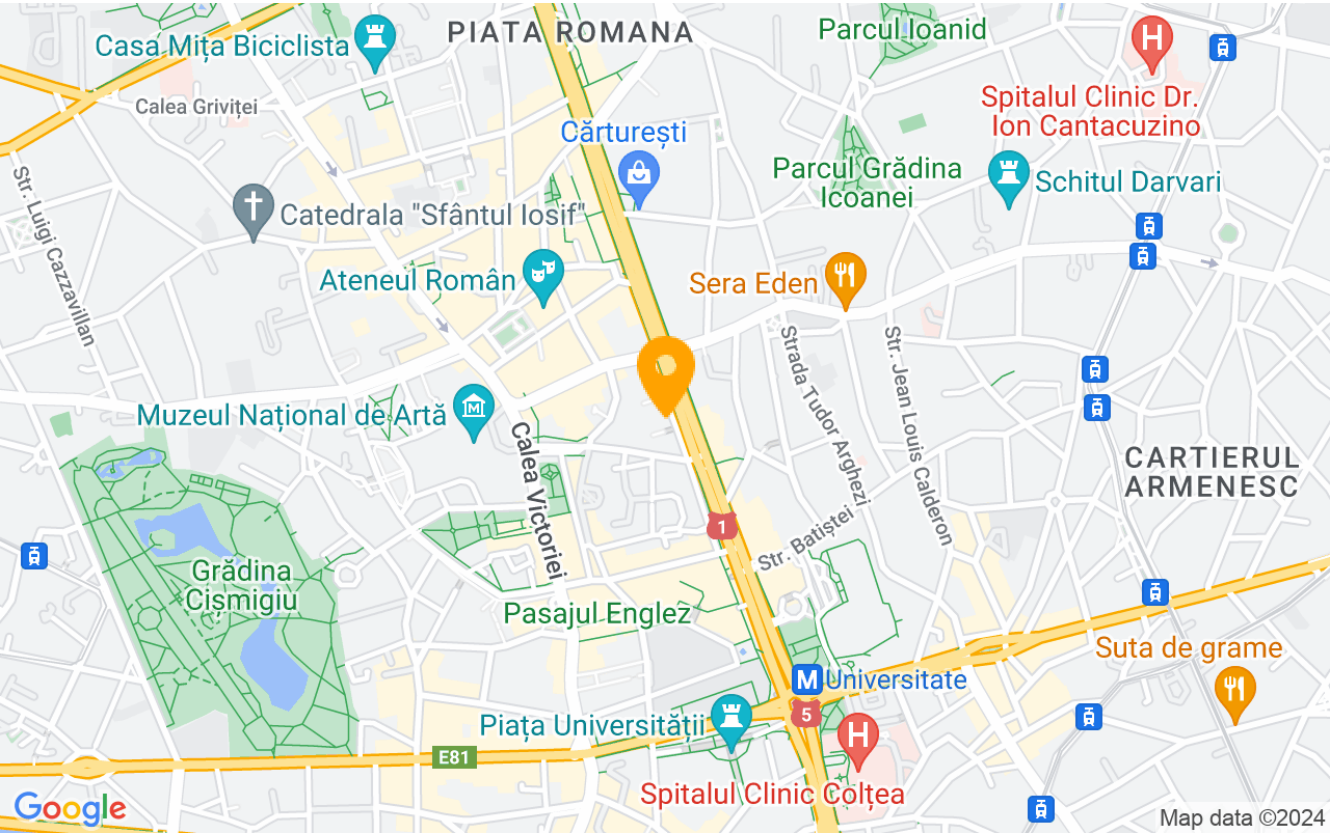 PIATA ROMANA
Parcul Ioanid
Casa Mița Biciclista
H
Spitalul Clinic Dr.
Ion Cantacuzino
Calea Griviței
Cărturești
Parcul Grădina
Icoanei
Schitul Darvari
Str. Luigi Cazzavillan
Catedrala "Sfântul Iosif"
Ateneul Român
Sera Eden
Strada Tudor Arghezi
Str. Jean Louis Calderon
Muzeul Național de Artă
M
Calea Victoriei
CARTIERUL
ARMENESC
1
Str. Batiștei
Grădina
Cișmigiu
Pasajul Englez
Suta de grame
M Universitate
5
Piața Universității
H
E81
Spitalul Clinic Colțea
Google
Map data ©2024